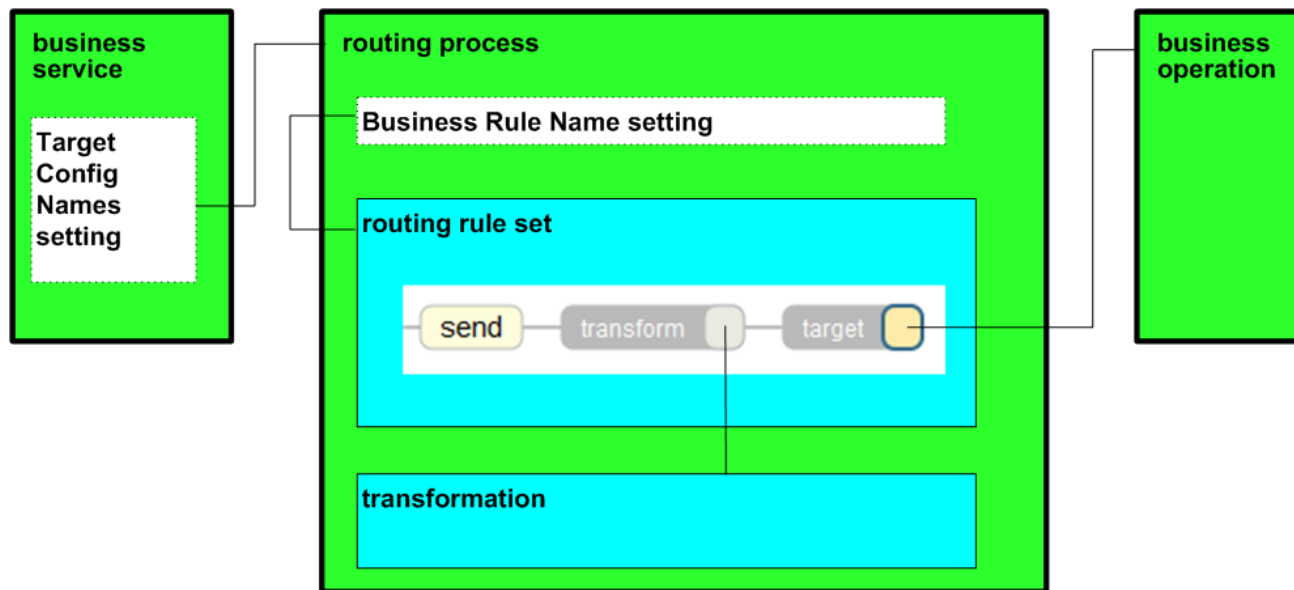 business
service
Target
Config
Names
setting
routing process
Business Rule Name setting
routing rule set
send
transform
target
transformation
business
operation